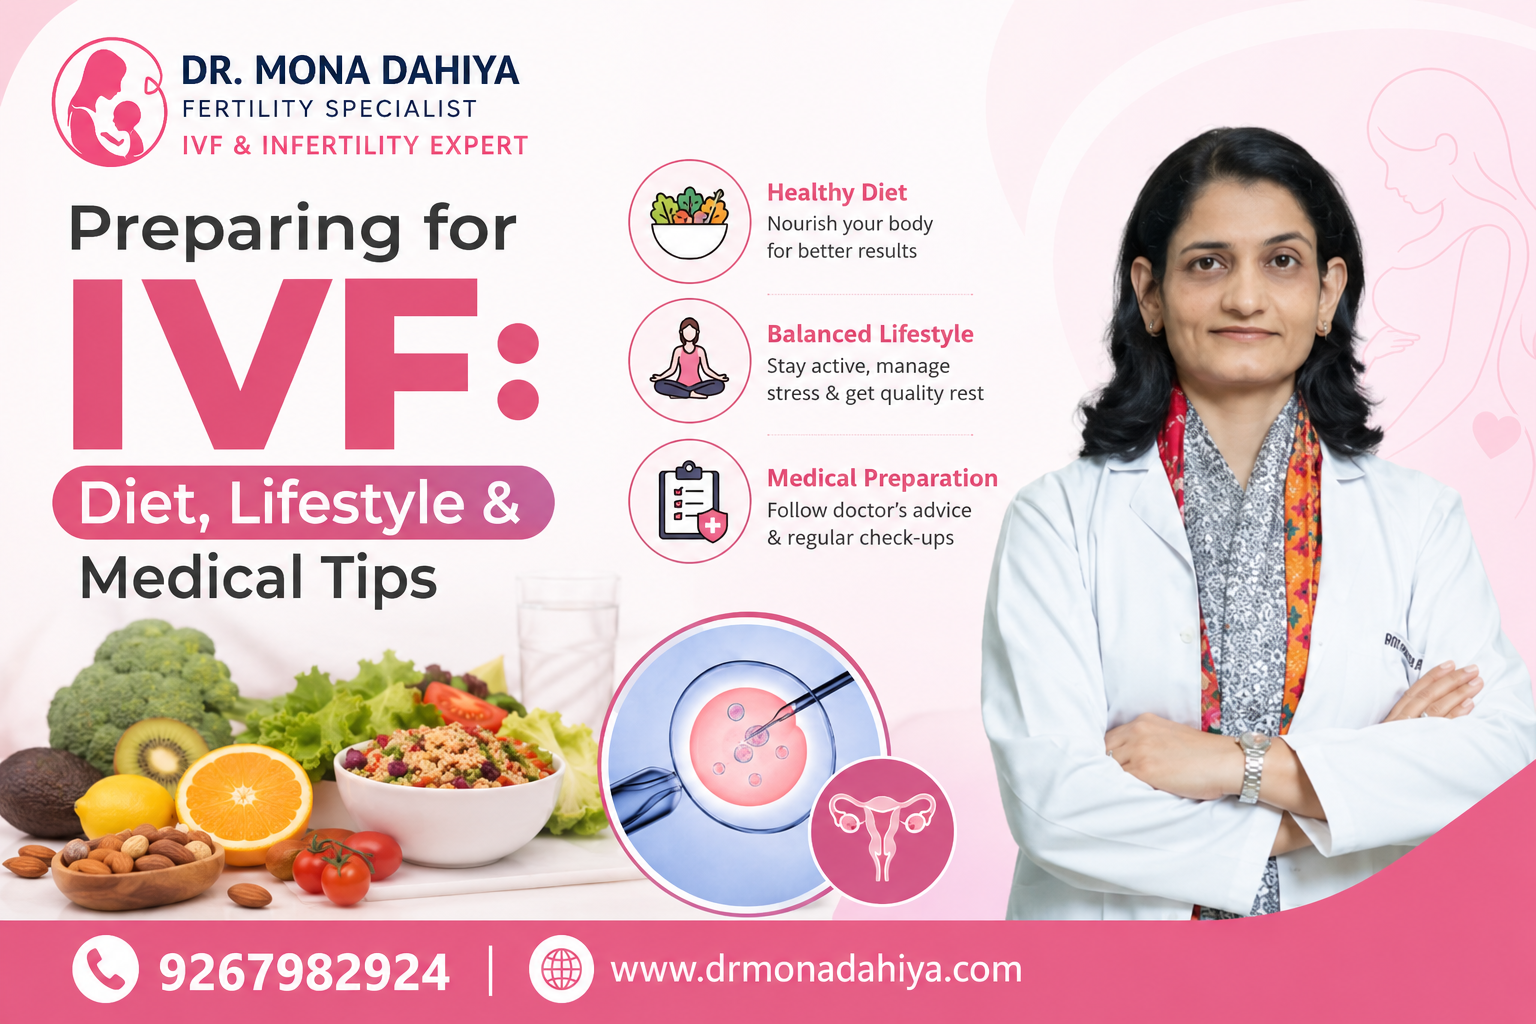 DR. MONA DAHIYA
FERTILITY SPECIALIST
IVF & INFERTILITY EXPERT
Preparing for
IVF:
Diet, Lifestyle &
Medical Tips
Healthy Diet
Nourish your body
for better results
Balanced Lifestyle
Stay active, manage
stress & get quality rest
Medical Preparation
Follow doctor's advice
& regular check-ups
9267982924
www.drmonadahiya.com